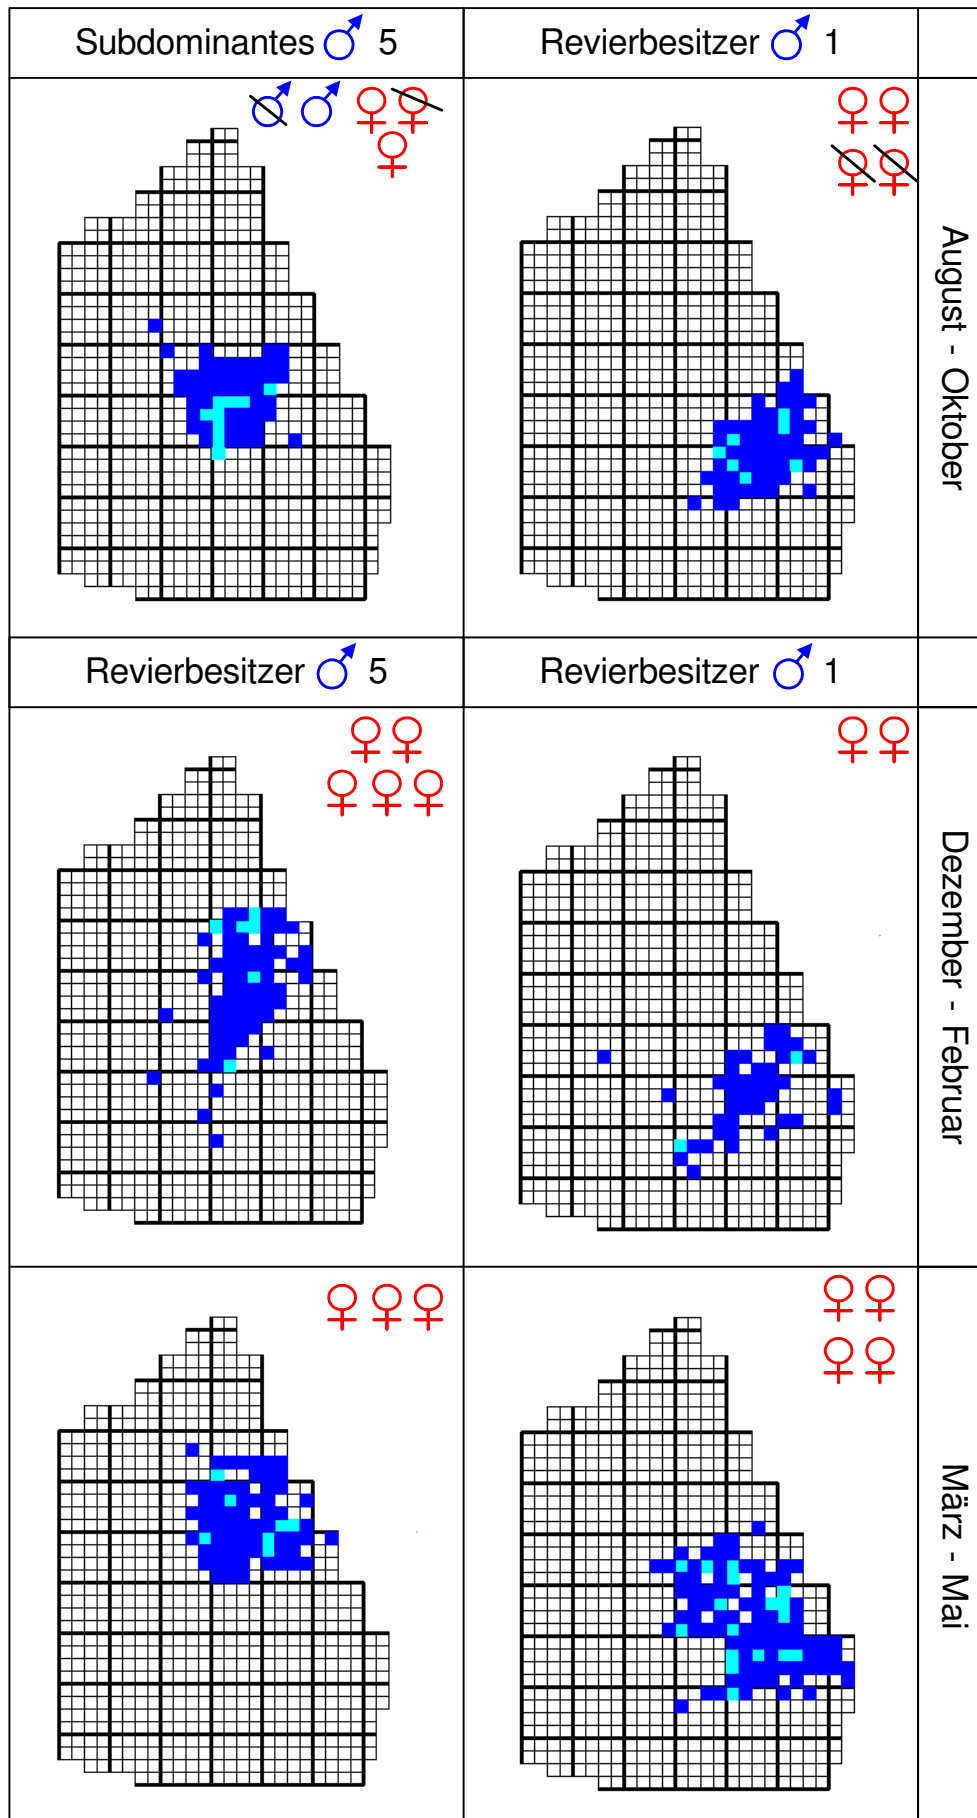 Subdominantes ♂ 5
Revierbesitzer ♂ 1
August - Oktober
Revierbesitzer ♂ 5
Revierbesitzer ♂ 1
Dezember - Februar
März - Mai